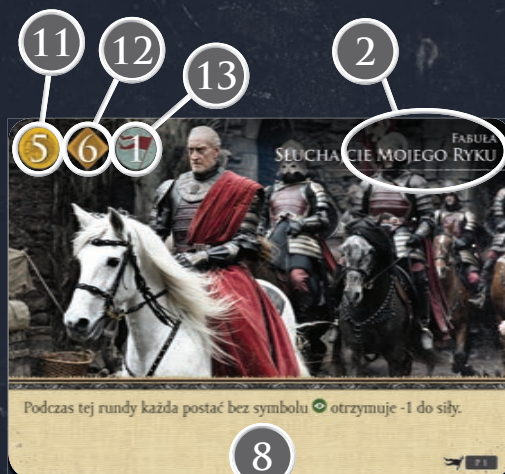 11 12 13 2
5 6 1
FABUŁA
SŁUCHAJCIE MOJEGO RYKU
Podczas tej rundy każda postać bez symbolu otrzymuje -1 do siły.
8
P 3